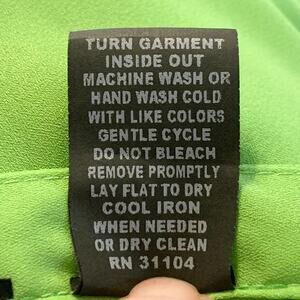 TURN GARMENT
INSIDE OUT
MACHINE WASH OR
HAND WASH COLD
WITH LIKE COLORS
GENTLE CYCLE
DO NOT BLEACH
REMOVE PROMPTLY
LAY FLAT TO DRY
COOL IRON
WHEN NEEDED
OR DRY CLEAN
RN 31104